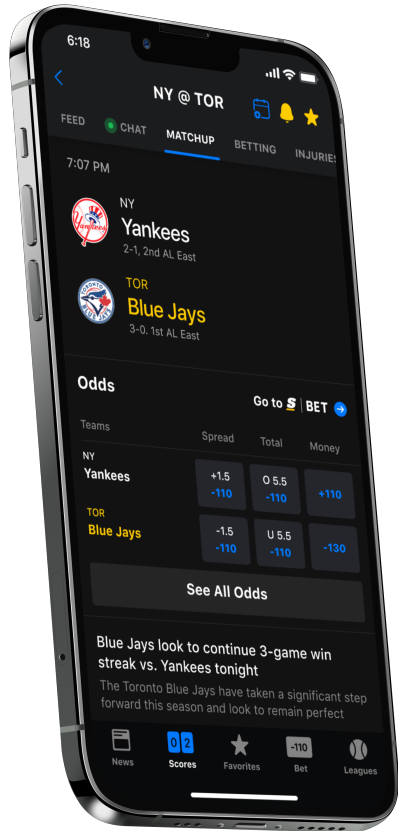 6:18
NY @ TOR
FEED CHAT MATCHUP BETTING INJURIES
7:07 PM
NY
Yankees
2-1, 2nd AL East
TOR
Blue Jays
3-0. 1st AL East
Odds
Go to S | BET
Teams Spread Total Money
NY
Yankees
+1.5 O 5.5
-110 -110 +110
TOR
Blue Jays
-1.5 U 5.5
-110 -110 -130
See All Odds
Blue Jays look to continue 3-game win
streak vs. Yankees tonight
The Toronto Blue Jays have taken a significant step
forward this season and look to remain perfect
0 2 -110
News Scores Favorites Bet Leagues